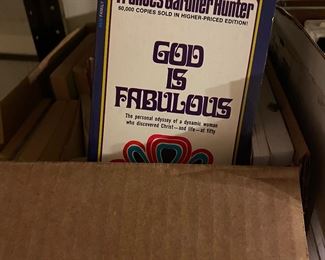 Frances Gardner Hunter
50,000 COPIES SOLD IN HIGHER-PRICED EDITION!
GOD
IS
FABULOUS
The personal odyssey of a dynamic woman
who discovered Christ—and life—at fifty